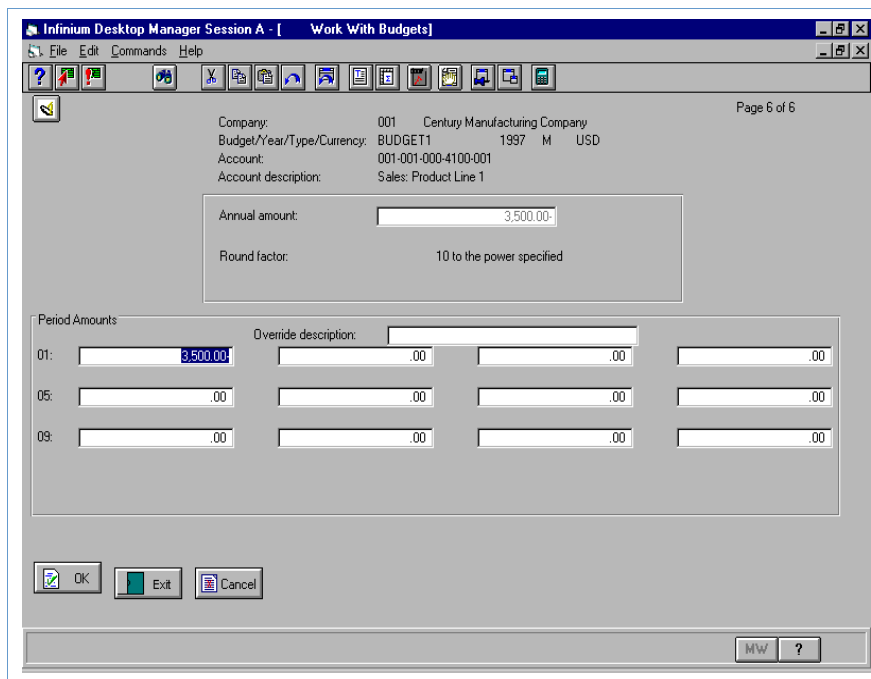 Infinium Desktop Manager Session A - [ Work With Budgets]
File Edit Commands Help
Page 6 of 6
Company: 001 Century Manufacturing Company
Budget/Year/Type/Currency: BUDGET1 1997 M USD
Account: 001-001-000-4100-001
Account description: Sales: Product Line 1
Annual amount: 3,500.00-
Round factor: 10 to the power specified
Period Amounts
Override description:
01: 3,500.00- .00 .00 .00
05: .00 .00 .00 .00
09: .00 .00 .00 .00
OK Exit Cancel
MW ?